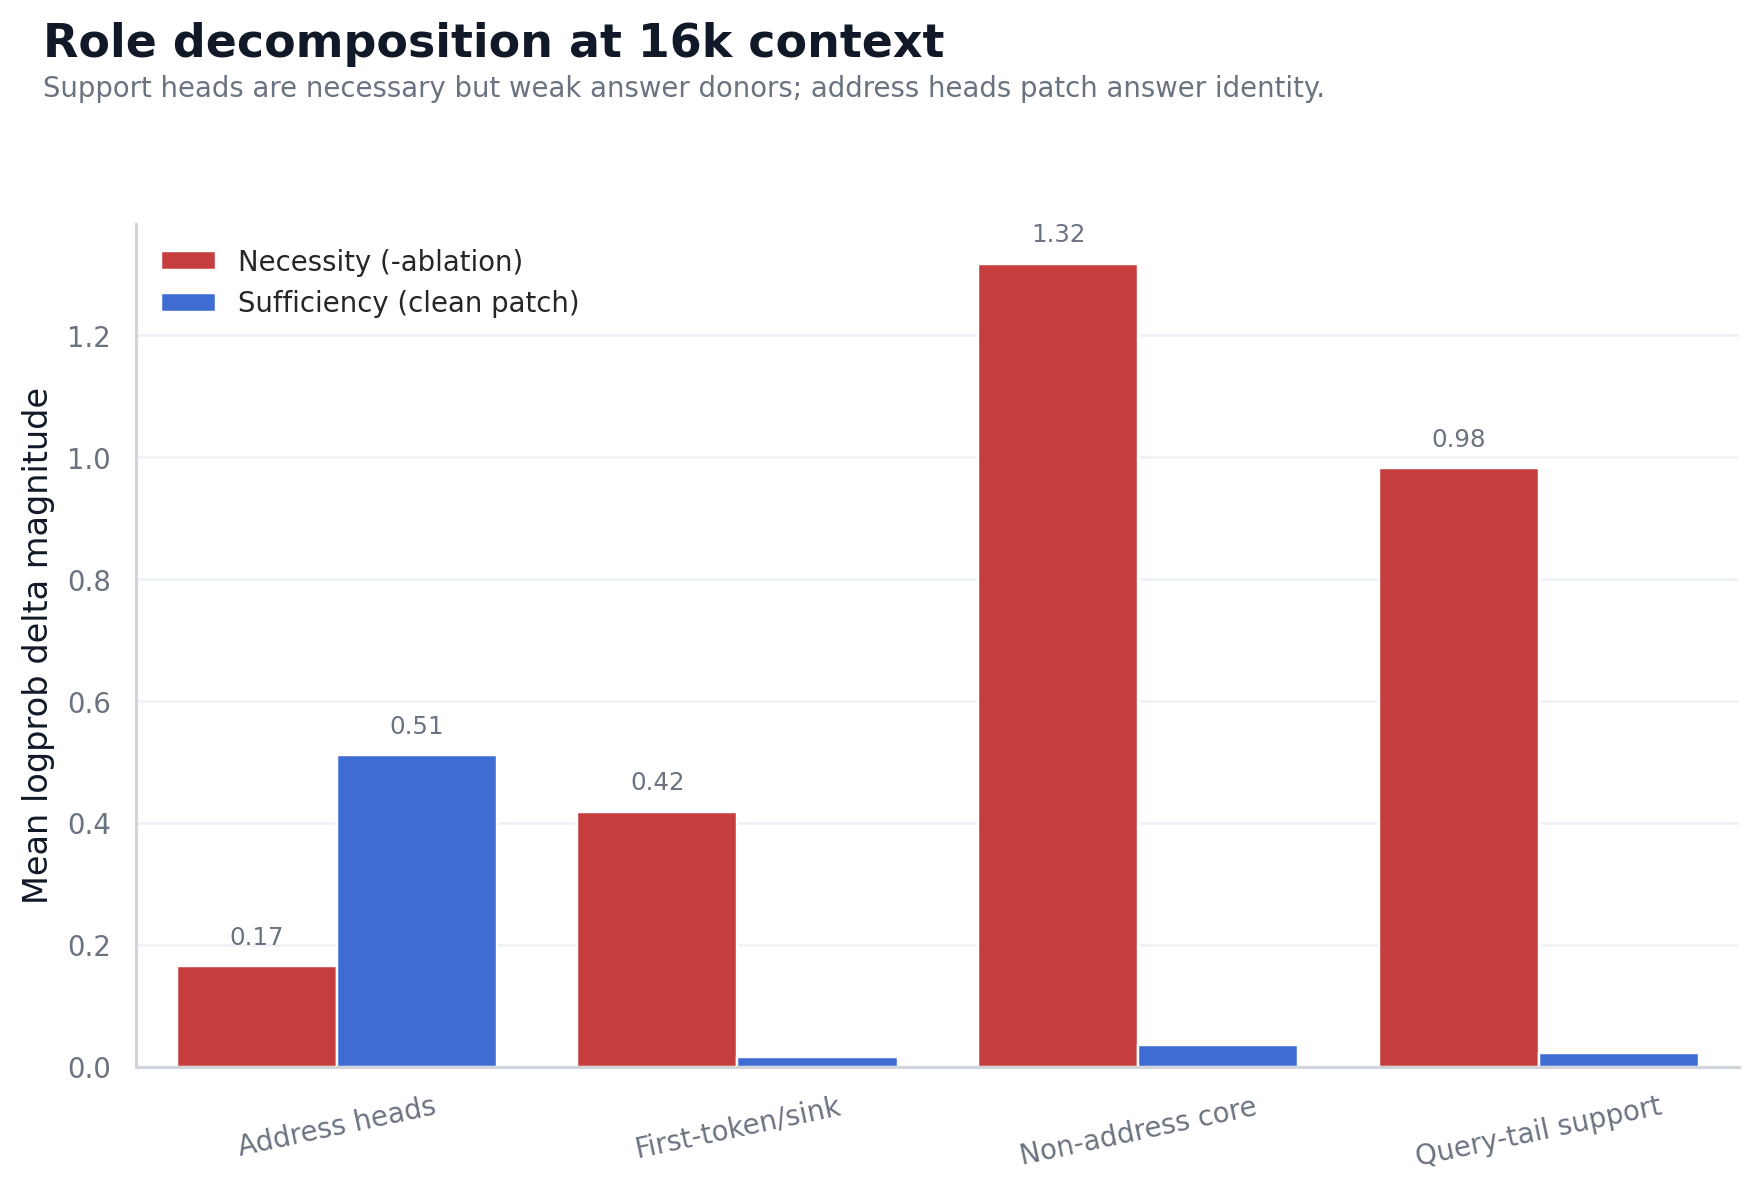 Role decomposition at 16k context
Support heads are necessary but weak answer donors; address heads patch answer identity.
Necessity (-ablation)
Sufficiency (clean patch)
Mean logprob delta magnitude
1.2
1.0
0.8
0.6
0.4
0.2
0.0
0.17
0.51
0.42
1.32
0.98
Address heads
First-token/sink
Non-address core
Query-tail support